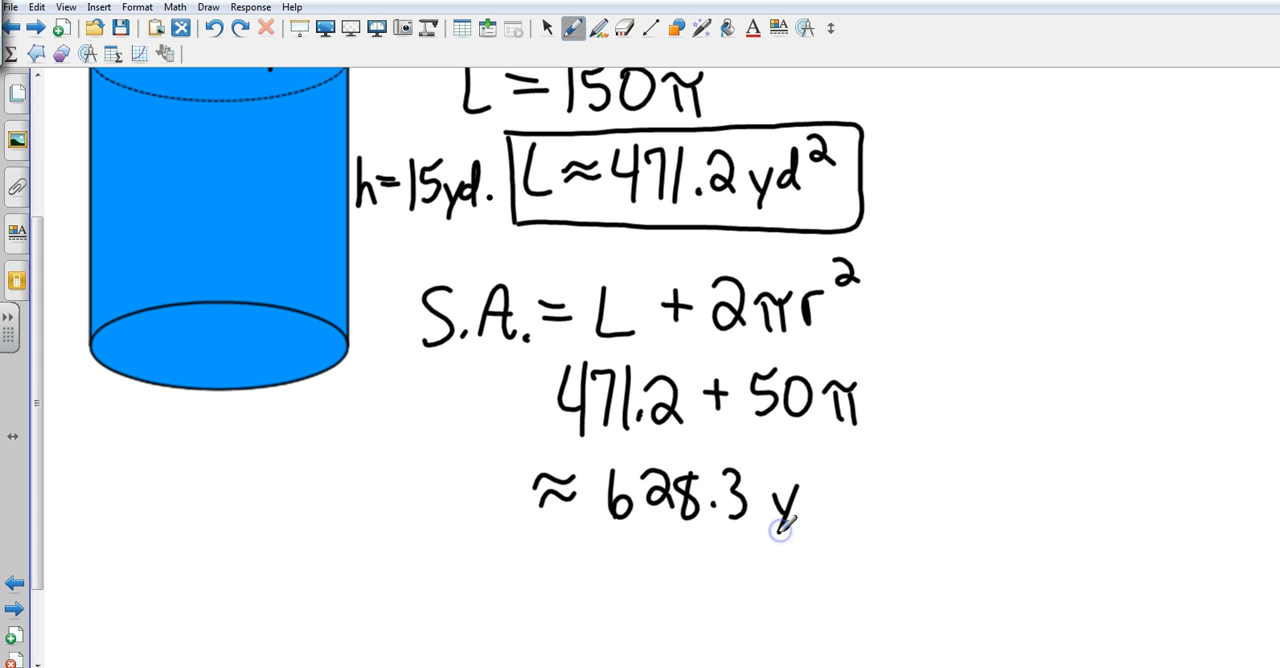 File Edit View Insert Format Math Draw Response Help
L = 150π
h=15yd.
L ≈ 471.2 yd²
S.A. = L + 2πr²
471.2 + 50π
≈ 628.3 y